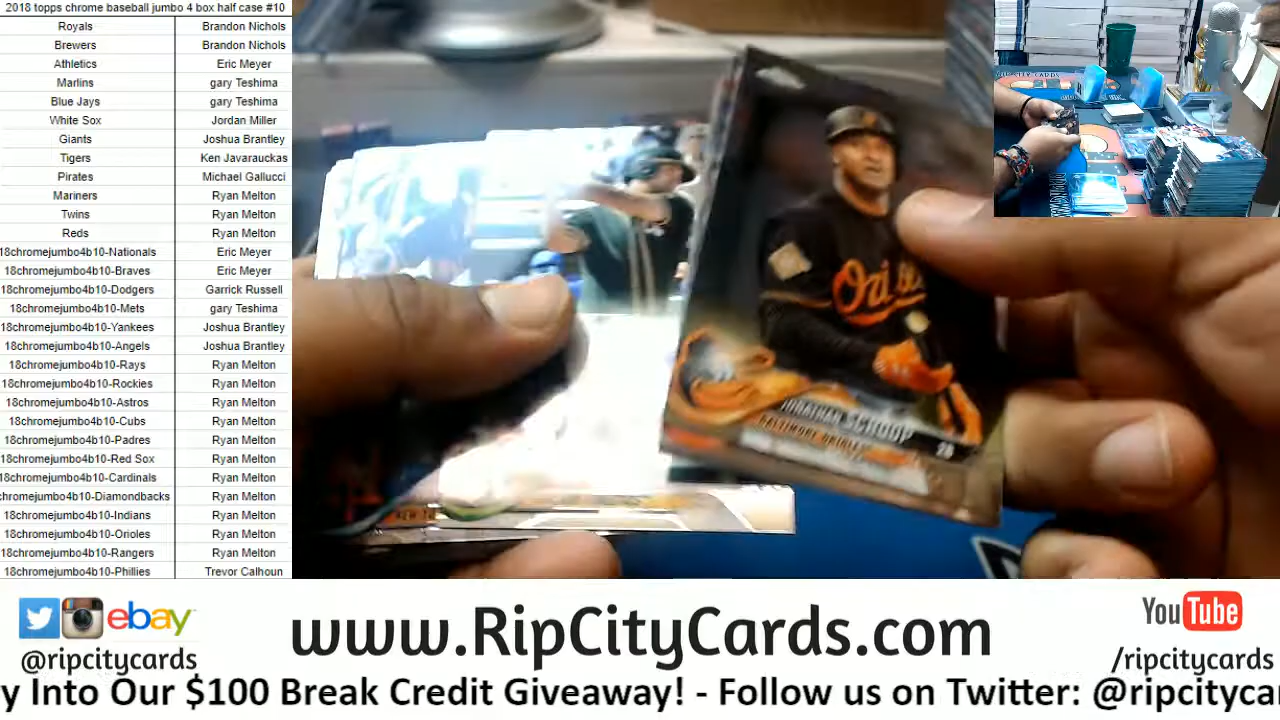 2018 topps chrome baseball jumbo 4 box half case #10
Royals Brandon Nichols
Brewers Brandon Nichols
Athletics Eric Meyer
Marlins gary Teshima
Blue Jays gary Teshima
White Sox Jordan Miller
Giants Joshua Brantley
Tigers Ken Javarauckas
Pirates Michael Gallucci
Mariners Ryan Melton
Twins Ryan Melton
Reds Ryan Melton
18chromejumbo4b10-Nationals Eric Meyer
18chromejumbo4b10-Braves Eric Meyer
18chromejumbo4b10-Dodgers Garrick Russell
18chromejumbo4b10-Mets gary Teshima
18chromejumbo4b10-Yankees Joshua Brantley
18chromejumbo4b10-Angels Joshua Brantley
18chromejumbo4b10-Rays Ryan Melton
18chromejumbo4b10-Rockies Ryan Melton
18chromejumbo4b10-Astros Ryan Melton
18chromejumbo4b10-Cubs Ryan Melton
18chromejumbo4b10-Padres Ryan Melton
18chromejumbo4b10-Red Sox Ryan Melton
18chromejumbo4b10-Cardinals Ryan Melton
chromejumbo4b10-Diamondbacks Ryan Melton
18chromejumbo4b10-Indians Ryan Melton
18chromejumbo4b10-Orioles Ryan Melton
18chromejumbo4b10-Rangers Ryan Melton
18chromejumbo4b10-Phillies Trevor Calhoun
JONATHAN SCHOOP
ebay
@ripcitycards
www.RipCityCards.com
YouTube
/ripcitycards
y Into Our $100 Break Credit Giveaway! - Follow us on Twitter: @ripcityca